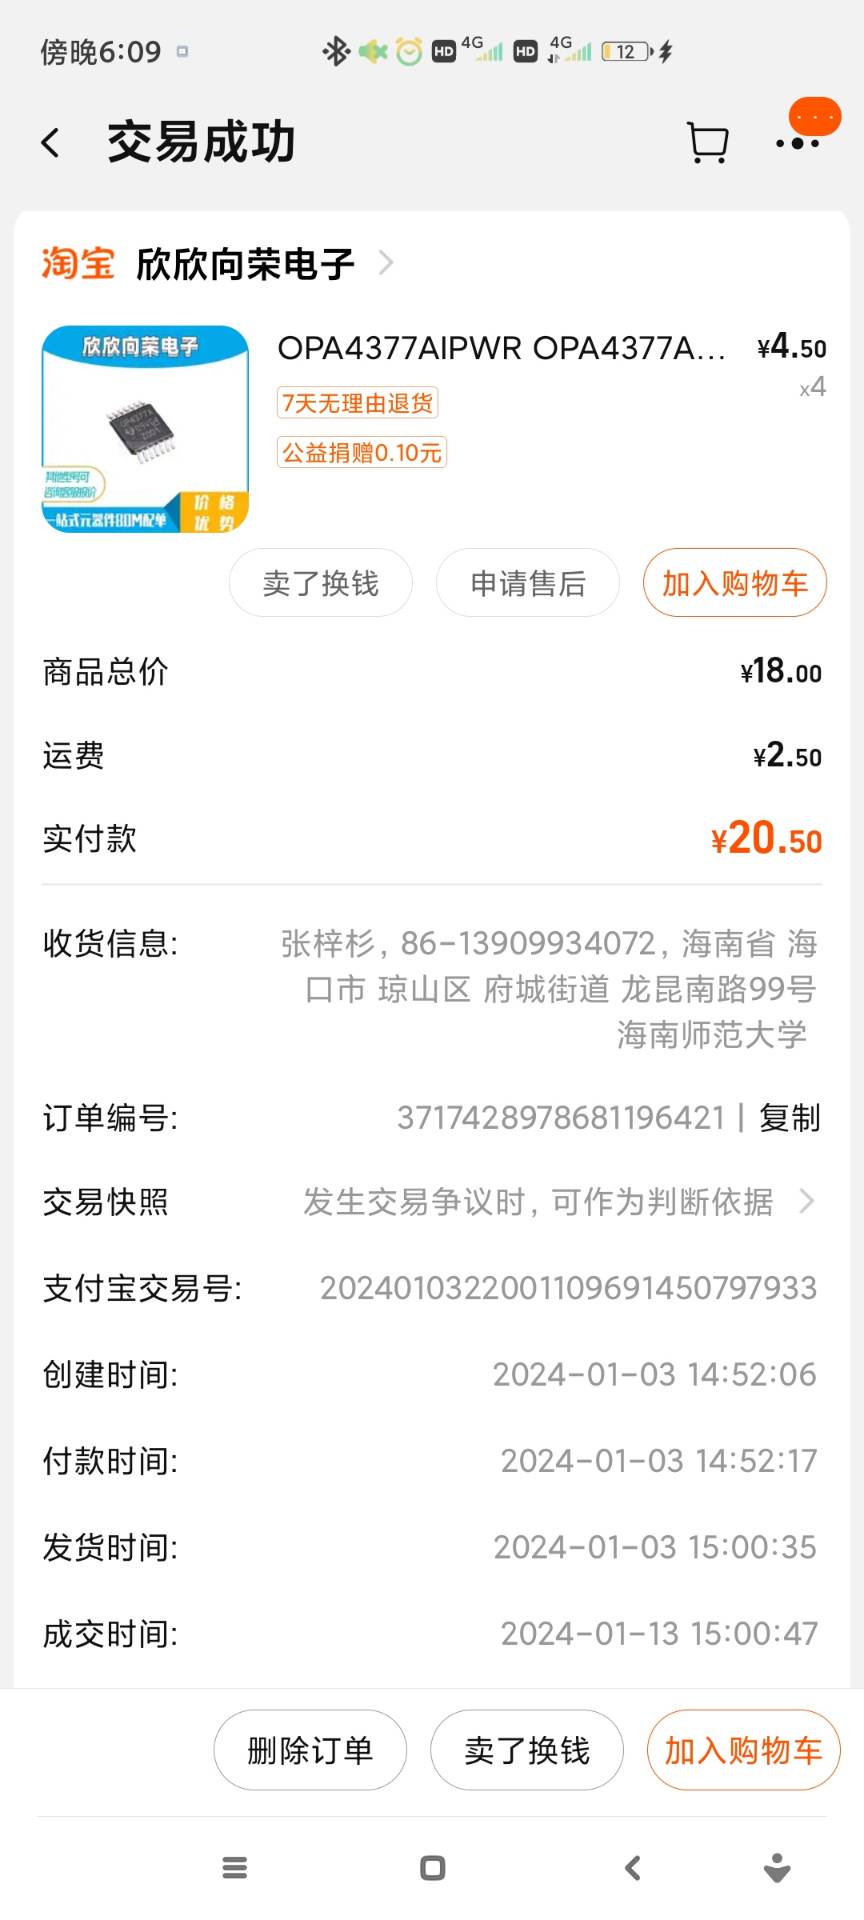 傍晚6:09
HD 4G HD 4G 12
交易成功
淘宝 欣欣向荣电子
欣欣向荣电子
OPA4377AIPWR OPA4377A... ¥4.50
x4
7天无理由退货
公益捐赠0.10元
其他型号可
咨询客服报价
一站式元器件BOM配单
价格
优势
卖了换钱 申请售后 加入购物车
商品总价 ¥18.00
运费 ¥2.50
实付款 ¥20.50
收货信息: 张梓杉, 86-13909934072, 海南省 海
口市 琼山区 府城街道 龙昆南路99号
海南师范大学
订单编号: 3717428978681196421 | 复制
交易快照 发生交易争议时, 可作为判断依据
支付宝交易号: 2024010322001109691450797933
创建时间: 2024-01-03 14:52:06
付款时间: 2024-01-03 14:52:17
发货时间: 2024-01-03 15:00:35
成交时间: 2024-01-13 15:00:47
删除订单 卖了换钱 加入购物车